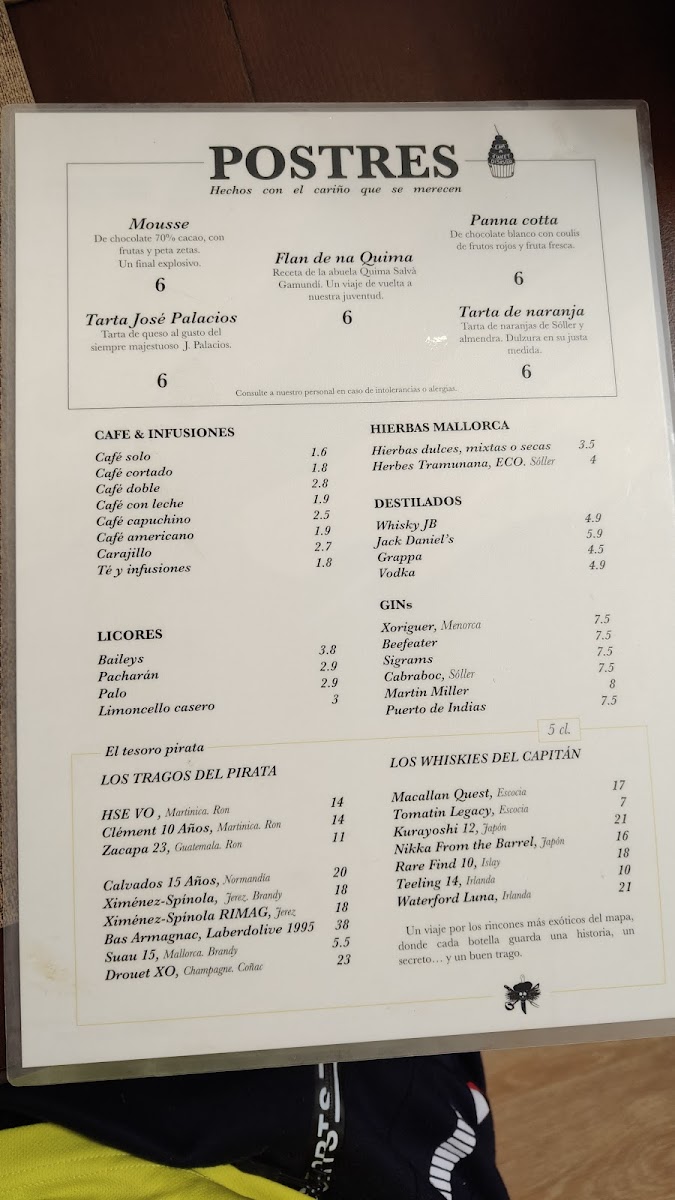 POSTRES
Hechos con el cariño que se merecen
Mousse
De chocolate 70% cacao, con
frutas y peta zetas.
Un final explosivo.
6
Flan de na Quima
Receta de la abuela Quima Salvà
Gamundí. Un viaje de vuelta a
nuestra juventud.
6
Panna cotta
De chocolate blanco con coulis
de frutos rojos y fruta fresca.
6
Tarta José Palacios
Tarta de queso al gusto del
siempre majestuoso J. Palacios.
6
Tarta de naranja
Tarta de naranjas de Sóller y
almendra. Dulzura en su justa
medida.
6
Consulte a nuestro personal en caso de intolerancias o alergias.
CAFE & INFUSIONES
Café solo 1.6
Café cortado 1.8
Café doble 2.8
Café con leche 1.9
Café capuchino 2.5
Café americano 1.9
Carajillo 2.7
Té y infusiones 1.8
LICORES
Baileys 3.8
Pacharán 2.9
Palo 2.9
Limoncello casero 3
HIERBAS MALLORCA
Hierbas dulces, mixtas o secas 3.5
Herbes Tramunana, ECO. Sóller 4
DESTILADOS
Whisky JB 4.9
Jack Daniel's 5.9
Grappa 4.5
Vodka 4.9
GINs
Xoriguer, Menorca 7.5
Beefeater 7.5
Sigrams 7.5
Cabraboc, Sóller 7.5
Martin Miller 8
Puerto de Indias 7.5
El tesoro pirata
5 cl.
LOS TRAGOS DEL PIRATA
HSE VO , Martinica. Ron 14
Clément 10 Años, Martinica. Ron 14
Zacapa 23, Guatemala. Ron 11
Calvados 15 Años, Normandia 20
Ximénez-Spínola, Jerez. Brandy 18
Ximénez-Spínola RIMAG, Jerez 18
Bas Armagnac, Laberdolive 1995 38
Suau 15, Mallorca. Brandy 5.5
Drouet XO, Champagne. Coñac 23
LOS WHISKIES DEL CAPITÁN
Macallan Quest, Escocia 17
Tomatin Legacy, Escocia 7
Kurayoshi 12, Japón 21
Nikka From the Barrel, Japón 16
Rare Find 10, Islay 18
Teeling 14, Irlanda 10
Waterford Luna, Irlanda 21
Un viaje por los rincones más exóticos del mapa,
donde cada botella guarda una historia, un
secreto… y un buen trago.